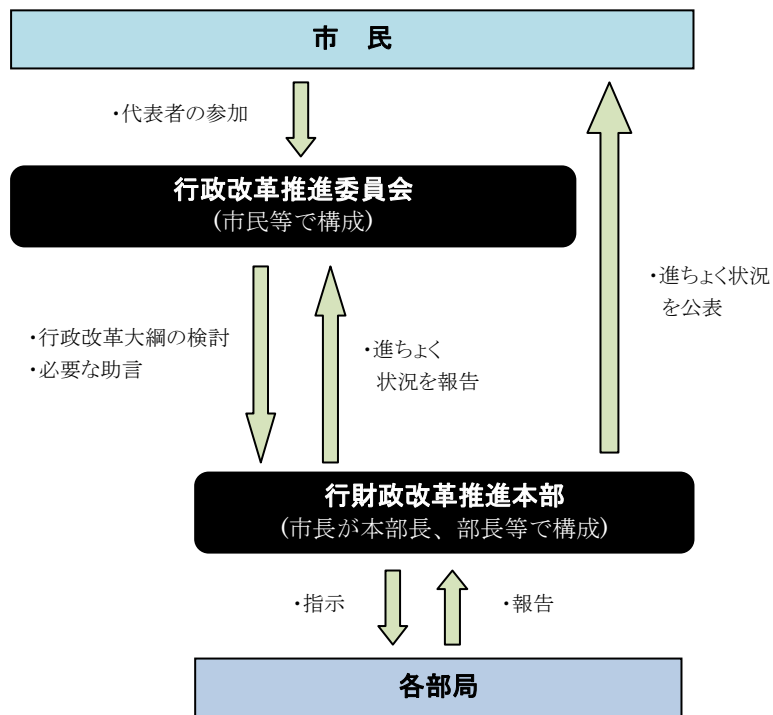 市　民
・代表者の参加
行政改革推進委員会
(市民等で構成)
・行政改革大綱の検討
・必要な助言
・進ちょく
状況を報告
・進ちょく状況
を公表
行財政改革推進本部
(市長が本部長、部長等で構成)
・指示
・報告
各部局